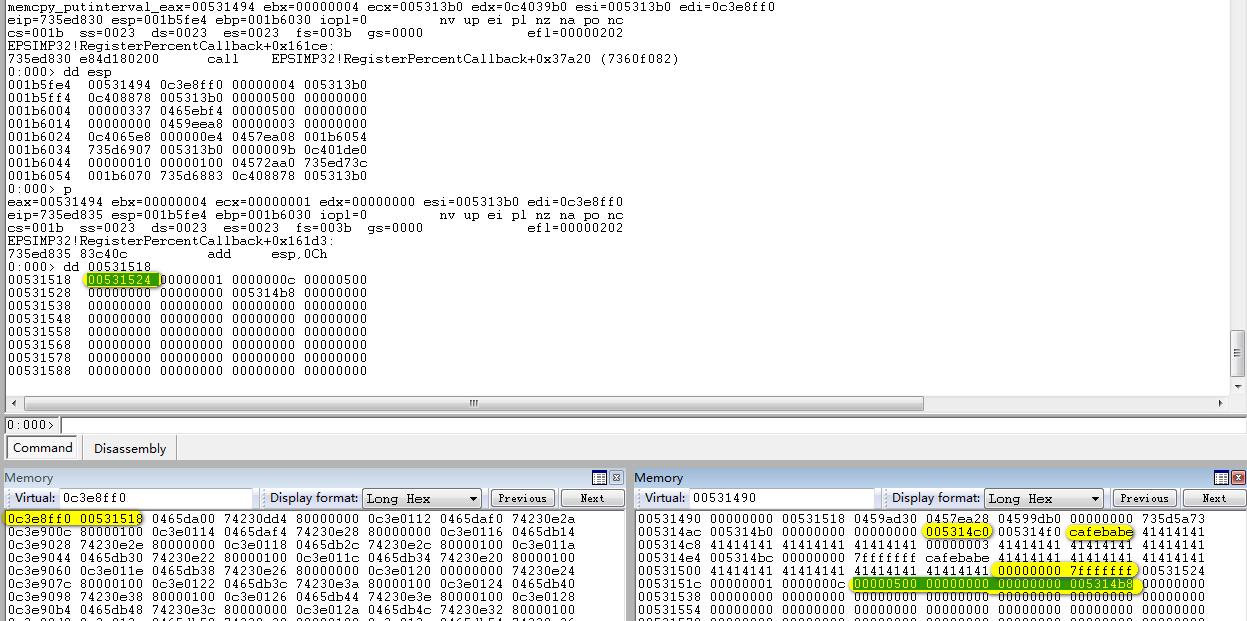 memcpy_putinterval_eax=00531494 ebx=00000004 ecx=005313b0 edx=0c4039b0 esi=005313b0 edi=0c3e8ff0
eip=735ed830 esp=001b5fe4 ebp=001b6030 iopl=0         nv up ei pl nz na po nc
cs=001b  ss=0023  ds=0023  es=0023  fs=003b  gs=0000             efl=00000202
EPSIMP32!RegisterPercentCallback+0x161ce:
735ed830 e84d180200      call    EPSIMP32!RegisterPercentCallback+0x37a20 (7360f082)
0:000> dd esp
001b5fe4  00531494 0c3e8ff0 00000004 005313b0
001b5ff4  0c408878 005313b0 00000500 00000000
001b6004  00000337 0465ebf4 00000500 00000000
001b6014  00000000 0459eea8 00000003 00000000
001b6024  0c4065e8 000000e4 0457ea08 001b6054
001b6034  735d6907 005313b0 0000009b 0c401de0
001b6044  00000010 00000100 04572aa0 735ed73c
001b6054  001b6070 735d6883 0c408878 005313b0
0:000> p
eax=00531494 ebx=00000004 ecx=00000001 edx=00000000 esi=005313b0 edi=0c3e8ff0
eip=735ed835 esp=001b5fe4 ebp=001b6030 iopl=0         nv up ei pl nz na po nc
cs=001b  ss=0023  ds=0023  es=0023  fs=003b  gs=0000             efl=00000202
EPSIMP32!RegisterPercentCallback+0x161d3:
735ed835 83c40c          add     esp,0Ch
0:000> dd 00531518
00531518  00531524 00000001 0000000c 00000500
00531528  00000000 00000000 005314b8 00000000
00531538  00000000 00000000 00000000 00000000
00531548  00000000 00000000 00000000 00000000
00531558  00000000 00000000 00000000 00000000
00531568  00000000 00000000 00000000 00000000
00531578  00000000 00000000 00000000 00000000
00531588  00000000 00000000 00000000 00000000
0:000>
Command Disassembly
Memory
Virtual: 0c3e8ff0 Display format: Long Hex Previous Next
0c3e8ff0 00531518 0465da00 74230dd4 80000000 0c3e0112 0465daf0 74230e2a
0c3e900c 80000100 0c3e0114 0465daf4 74230e28 80000000 0c3e0116 0465db14
0c3e9028 74230e2e 80000000 0c3e0118 0465db2c 74230e2c 80000100 0c3e011a
0c3e9044 0465db30 74230e22 80000100 0c3e011c 0465db34 74230e20 80000100
0c3e9060 0c3e011e 0465db38 74230e26 80000000 0c3e0120 00000000 74230e24
0c3e907c 80000100 0c3e0122 0465db3c 74230e3a 80000000 0c3e0124 0465db40
0c3e9098 74230e38 80000100 0c3e0126 0465db44 74230e3e 80000000 0c3e0128
0c3e90b4 0465db48 74230e3c 80000000 0c3e012a 0465db4c 74230e32 80000100
Memory
Virtual: 00531490 Display format: Long Hex Previous Next
00531490 00000000 00531518 0459ad30 0457ea28 04599db0 00000000 735d5a73
005314ac 005314b0 00000000 00000000 005314c0 005314f0 cafebabe 41414141
005314c8 41414141 41414141 41414141 00000003 41414141 41414141 41414141
005314e4 005314bc 00000000 7fffffff cafebabe 41414141 41414141 41414141
00531500 41414141 41414141 41414141 41414141 00000000 7fffffff 00531524
0053151c 00000001 0000000c 00000500 00000000 00000000 005314b8 00000000
00531538 00000000 00000000 00000000 00000000 00000000 00000000 00000000
00531554 00000000 00000000 00000000 00000000 00000000 00000000 00000000